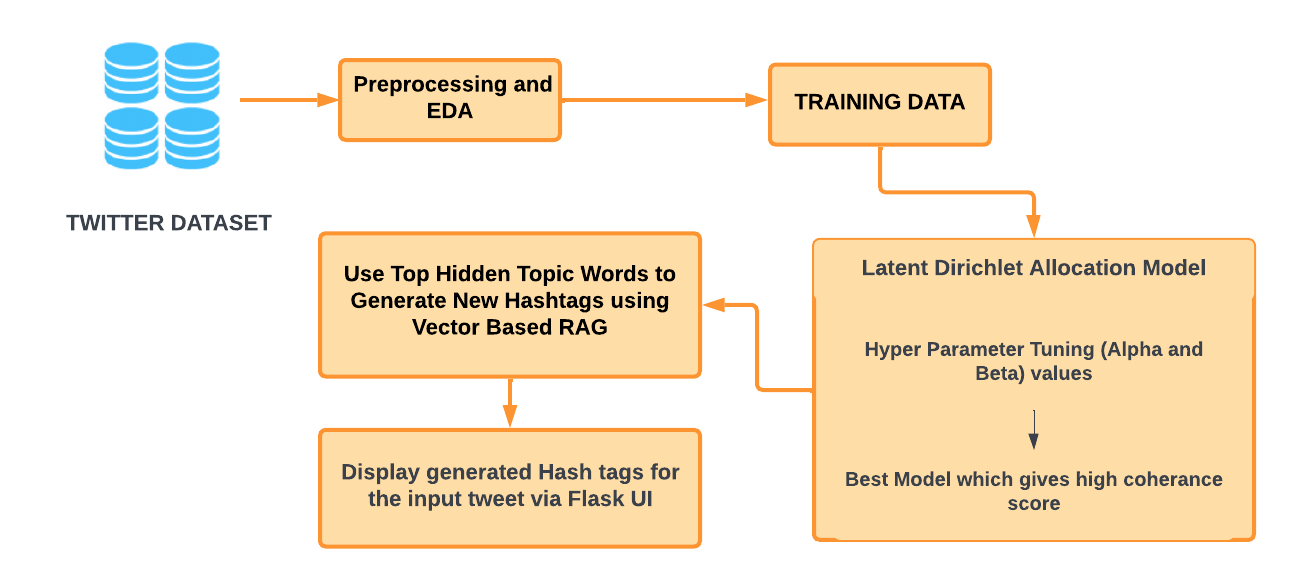 Preprocessing and
EDA
TRAINING DATA
TWITTER DATASET
Latent Dirichlet Allocation Model
Hyper Parameter Tuning (Alpha and
Beta) values
Best Model which gives high coherance
score
Use Top Hidden Topic Words to
Generate New Hashtags using
Vector Based RAG
Display generated Hash tags for
the input tweet via Flask UI